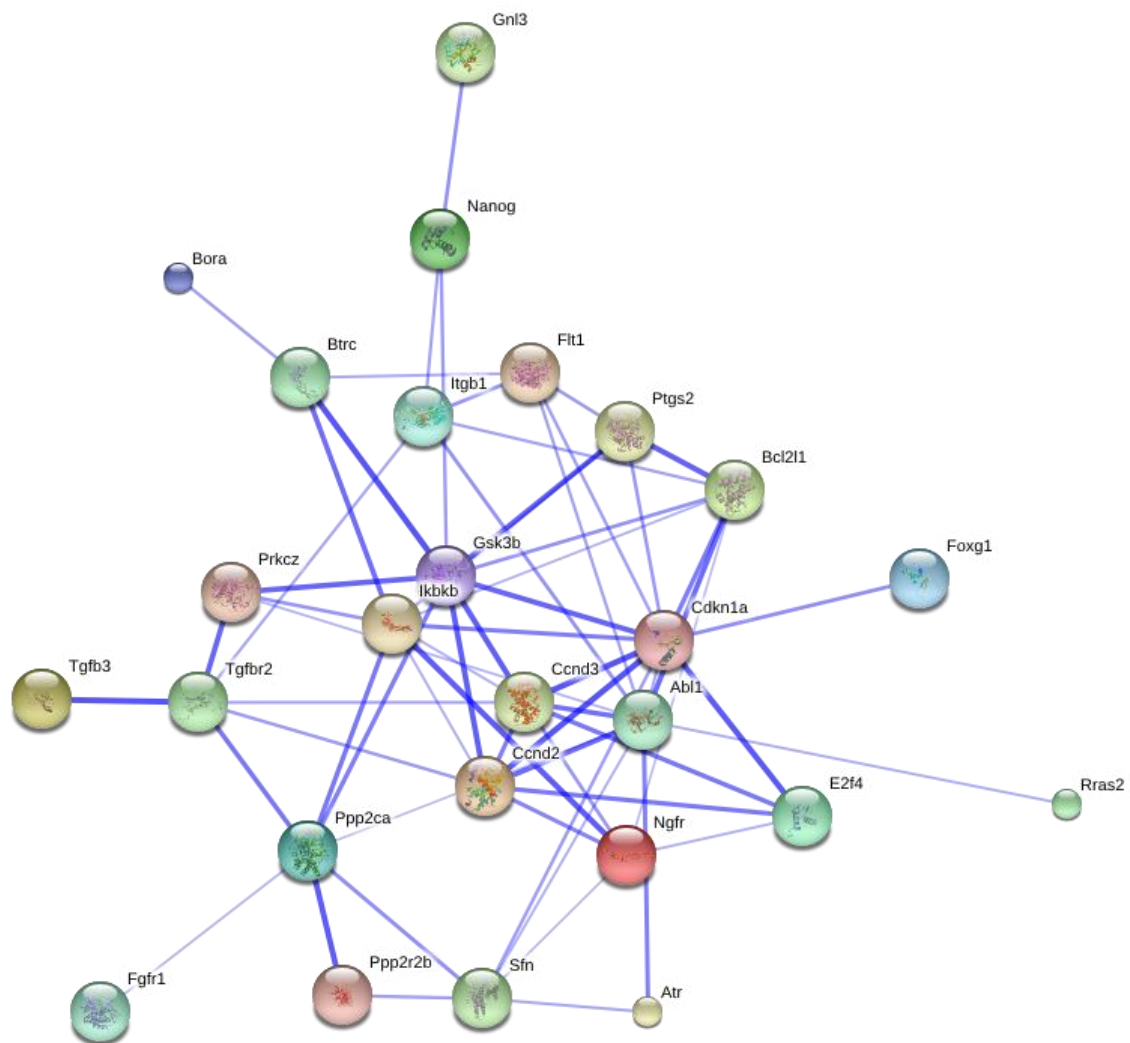 Gnl3
Nanog
Bora
Btrc
Flt1
Itgb1
Ptgs2
Bcl2l1
Gsk3b
Foxg1
Prkcz
Ikbkb
Cdkn1a
Tgfb3
Tgfbr2
Ccnd3
Abl1
Ccnd2
E2f4
Rras2
Ppp2ca
Ngfr
Ppp2r2b
Sfn
Fgfr1
Atr